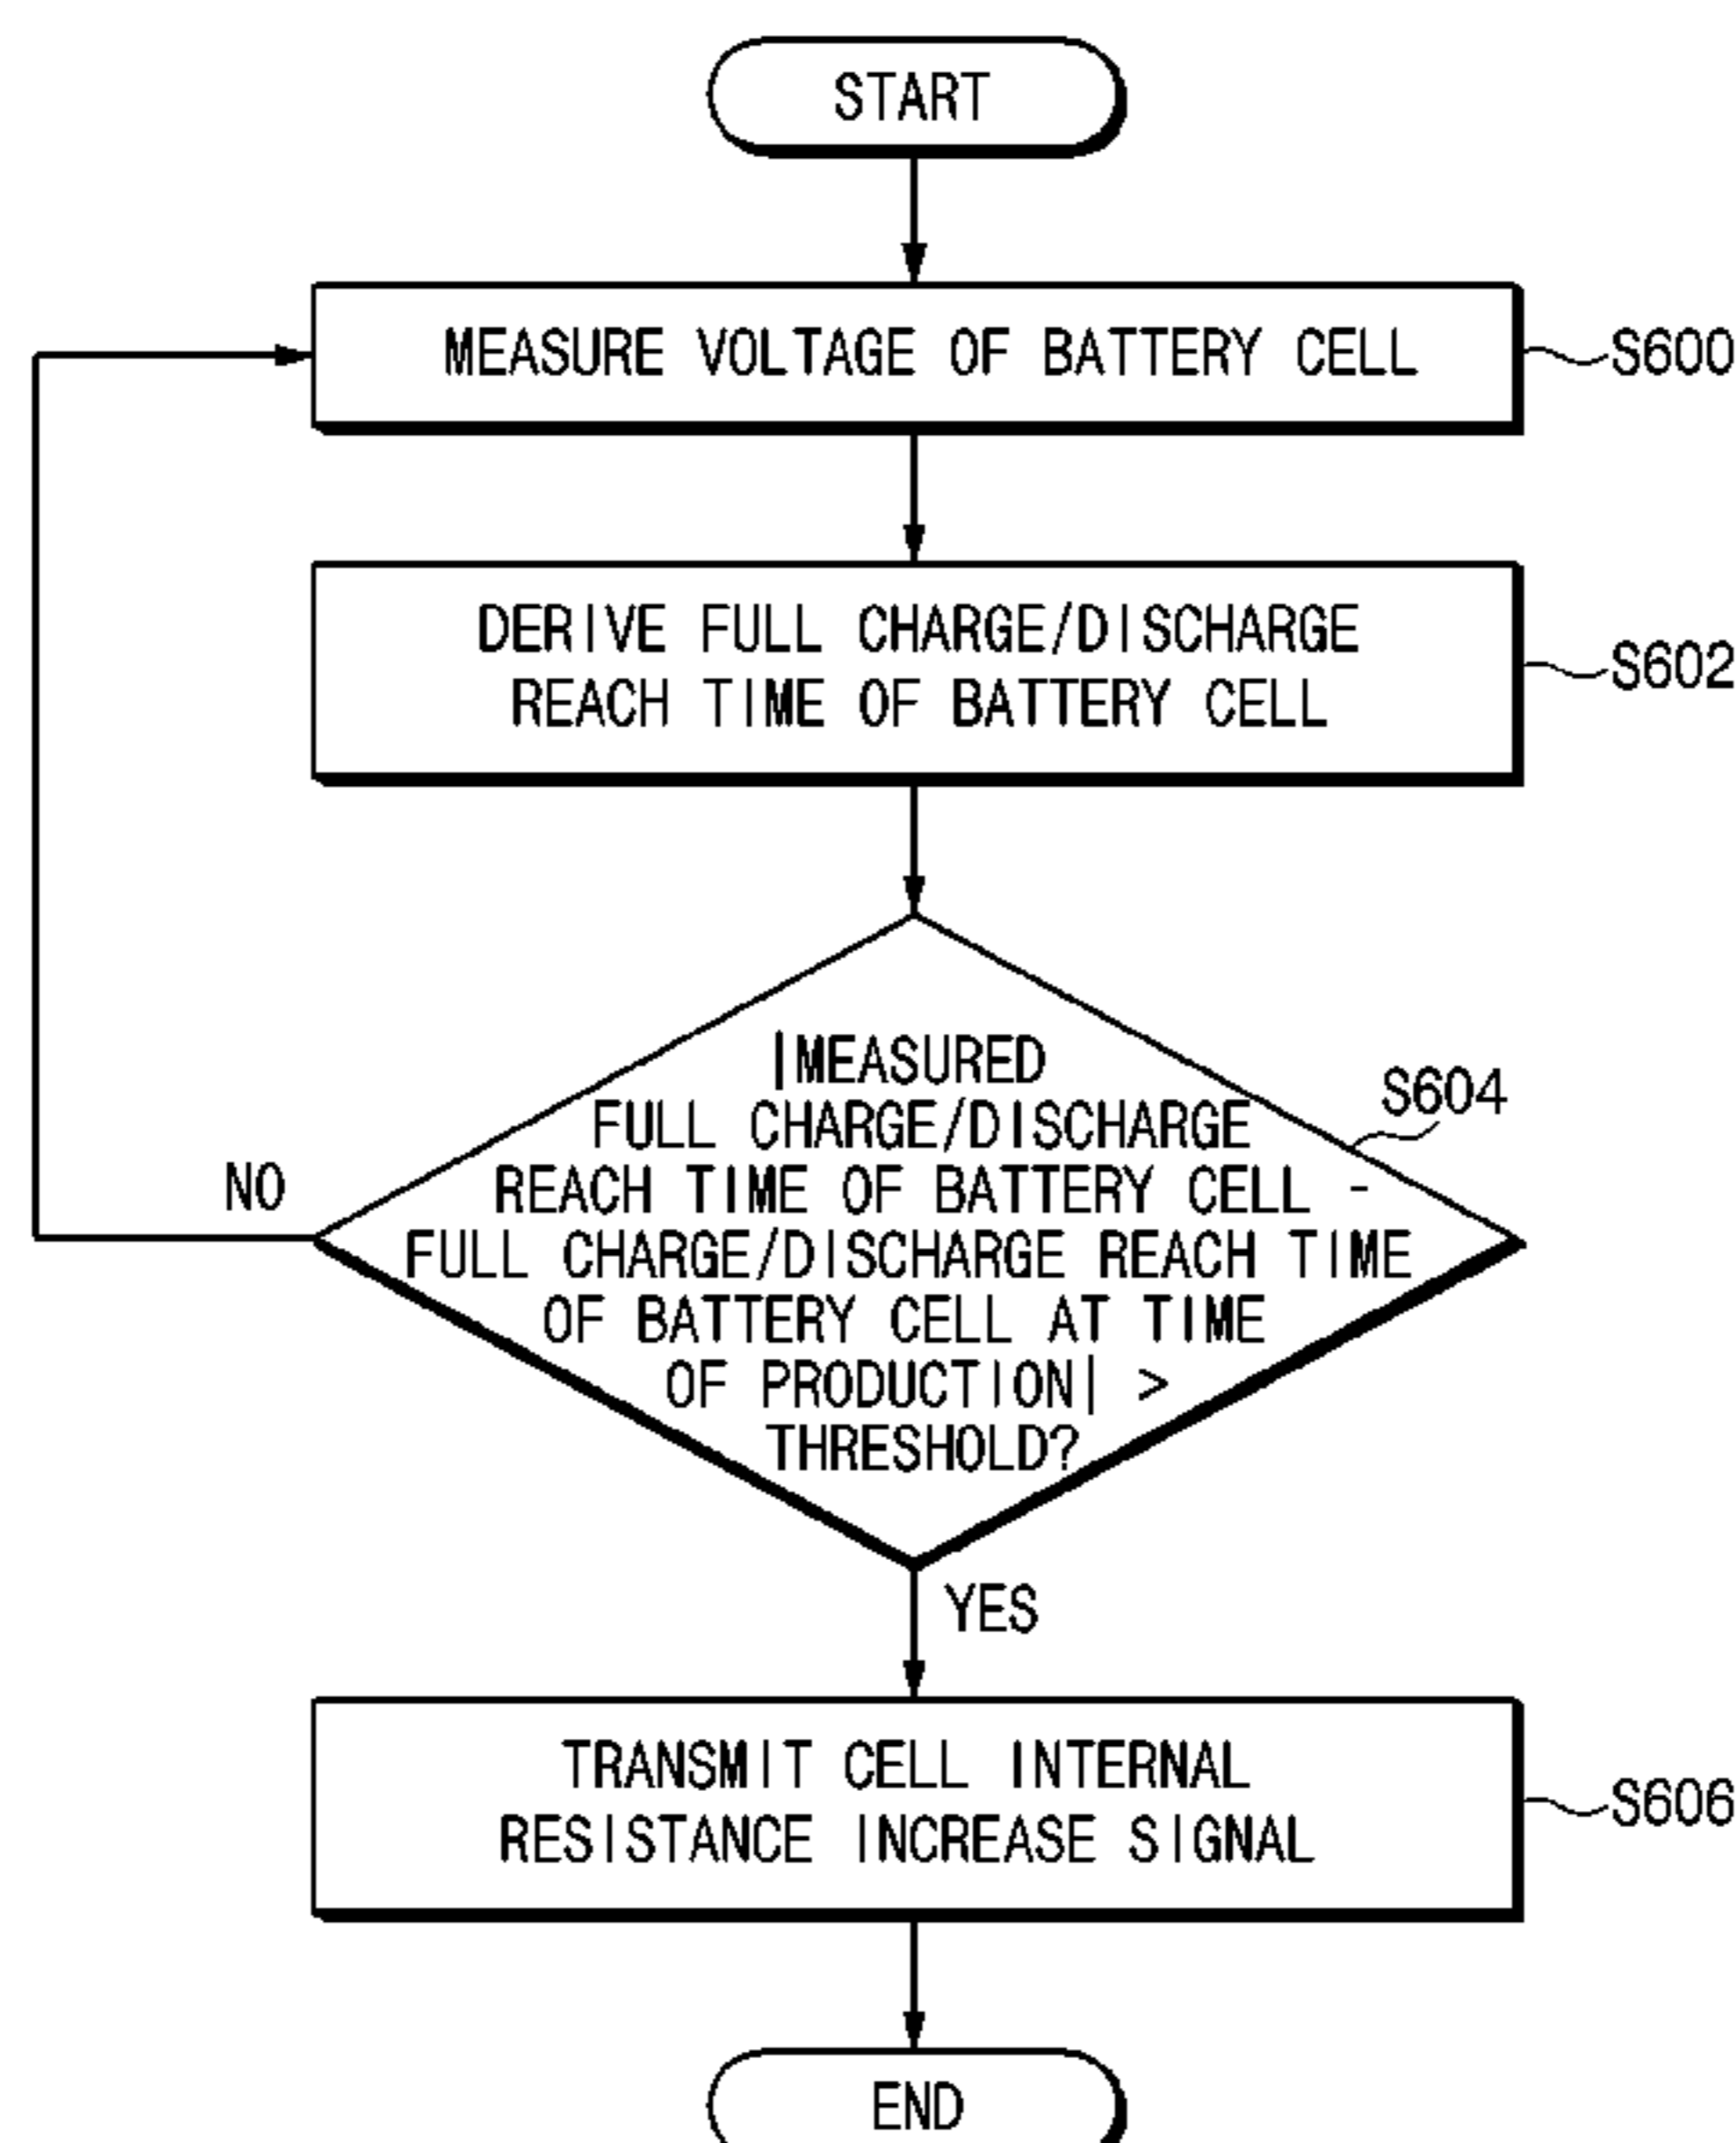 START
MEASURE VOLTAGE OF BATTERY CELL
S600
DERIVE FULL CHARGE/DISCHARGE
REACH TIME OF BATTERY CELL
S602
|MEASURED
FULL CHARGE/DISCHARGE
REACH TIME OF BATTERY CELL -
FULL CHARGE/DISCHARGE REACH TIME
OF BATTERY CELL AT TIME
OF PRODUCTION| >
THRESHOLD?
S604
NO
YES
TRANSMIT CELL INTERNAL
RESISTANCE INCREASE SIGNAL
S606
END